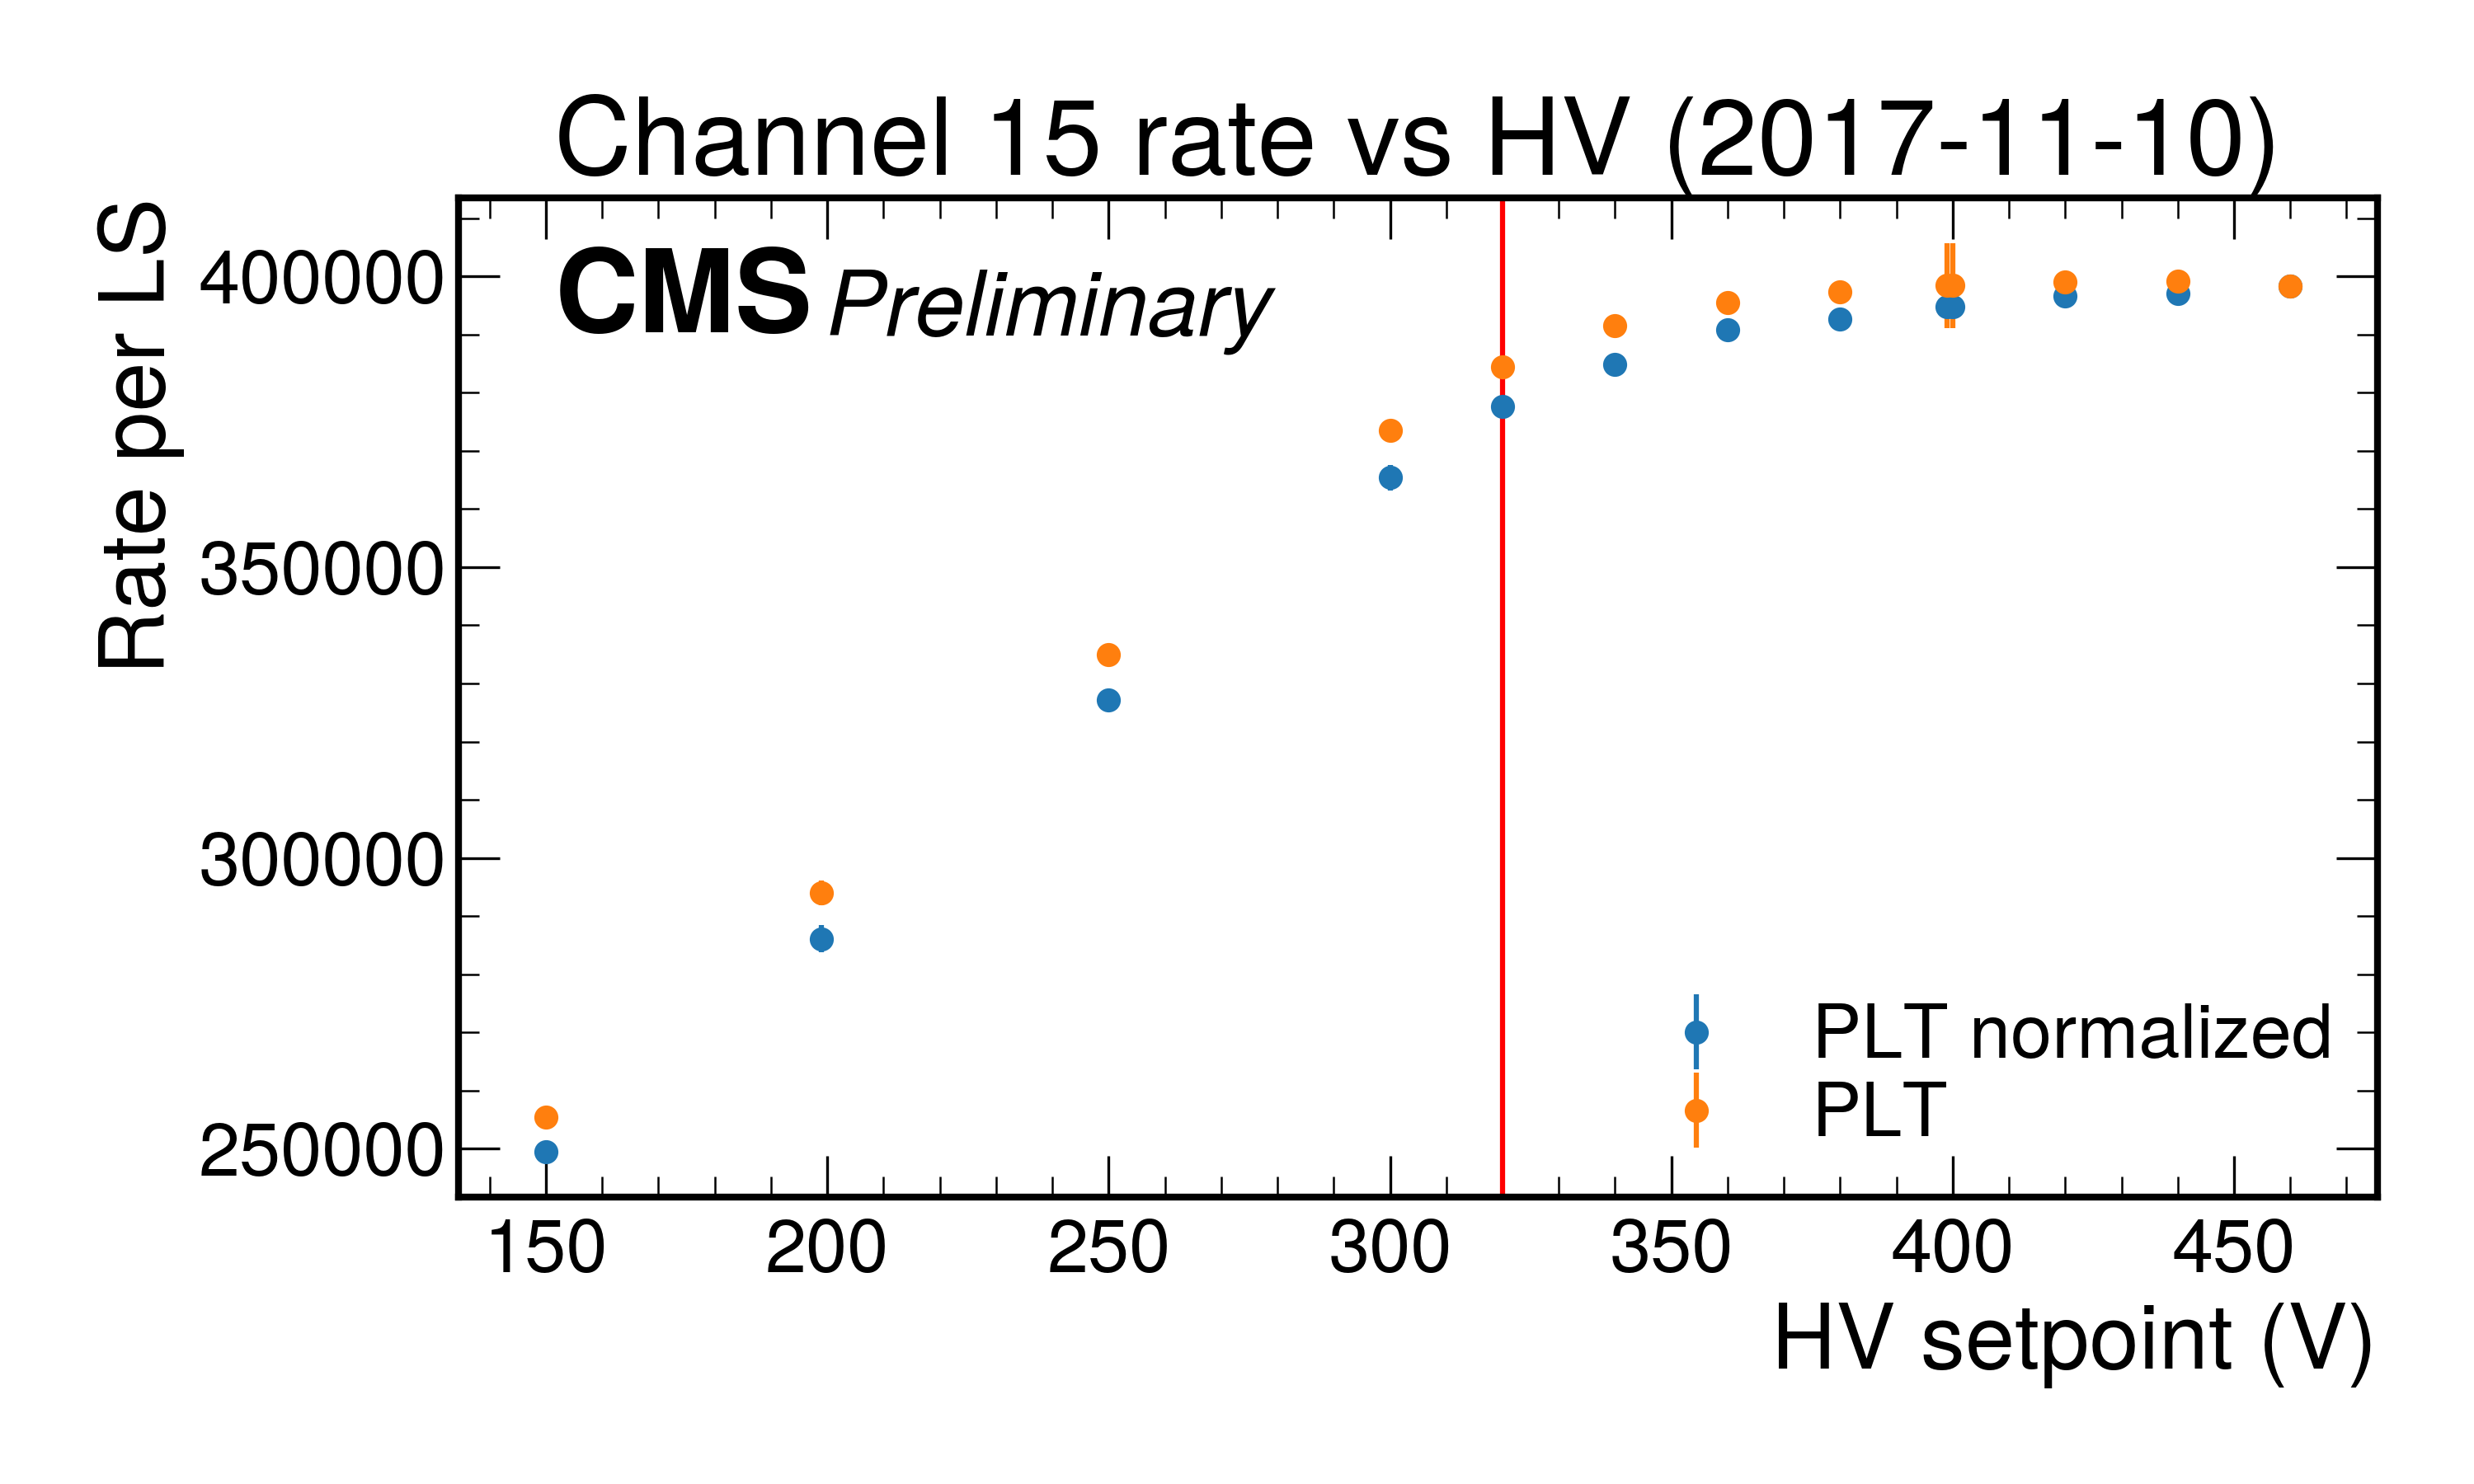 Channel 15 rate vs HV (2017-11-10)
CMS Preliminary
Rate per LS
400000
350000
300000
250000
PLT normalized
PLT
150 200 250 300 350 400 450
HV setpoint (V)